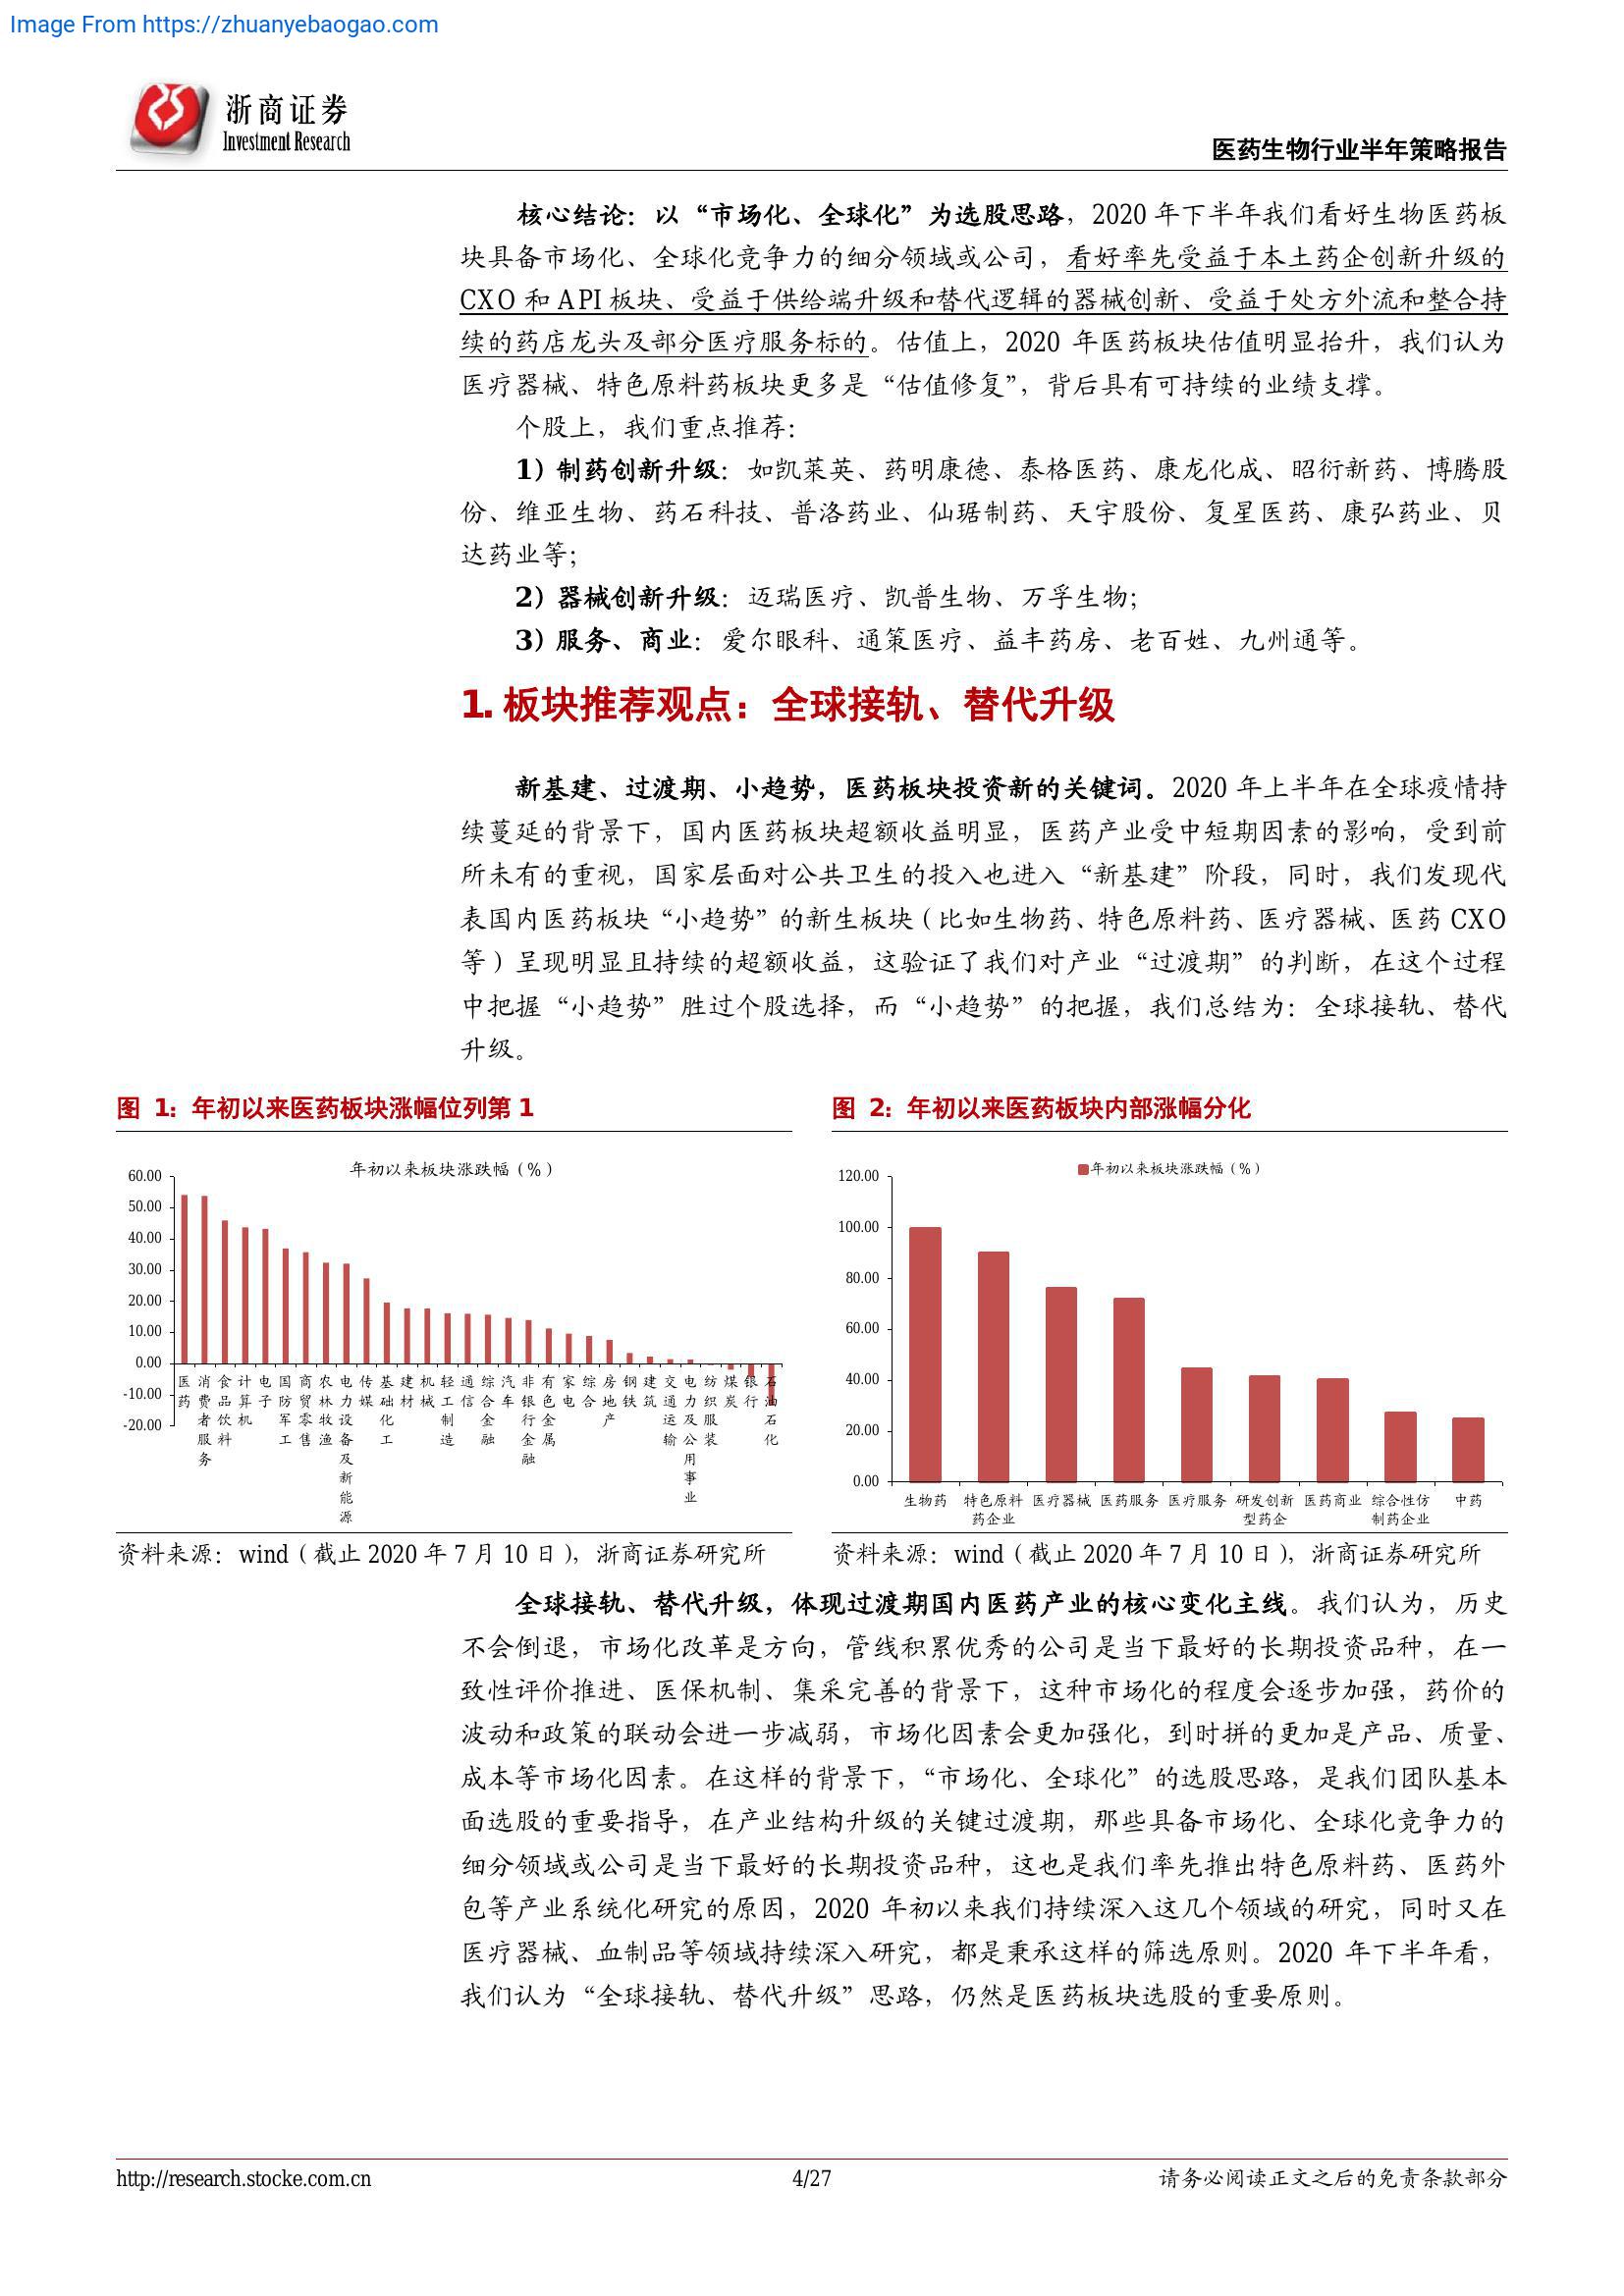 Image From https://zhuanyebaogao.com
浙商证券
Investment Research
医药生物行业半年策略报告
核心结论：以“市场化、全球化”为选股思路，2020 年下半年我们看好生物医药板
块具备市场化、全球化竞争力的细分领域或公司，看好率先受益于本土药企创新升级的
CXO 和 API 板块、受益于供给端升级和替代逻辑的器械创新、受益于处方外流和整合持
续的药店龙头及部分医疗服务标的。估值上，2020 年医药板块估值明显抬升，我们认为
医疗器械、特色原料药板块更多是“估值修复”，背后具有可持续的业绩支撑。
个股上，我们重点推荐：
1）制药创新升级：如凯莱英、药明康德、泰格医药、康龙化成、昭衍新药、博腾股
份、维亚生物、药石科技、普洛药业、仙琚制药、天宇股份、复星医药、康弘药业、贝
达药业等；
2）器械创新升级：迈瑞医疗、凯普生物、万孚生物；
3）服务、商业：爱尔眼科、通策医疗、益丰药房、老百姓、九州通等。
1. 板块推荐观点：全球接轨、替代升级
新基建、过渡期、小趋势，医药板块投资新的关键词。2020 年上半年在全球疫情持
续蔓延的背景下，国内医药板块超额收益明显，医药产业受中短期因素的影响，受到前
所未有的重视，国家层面对公共卫生的投入也进入“新基建”阶段，同时，我们发现代
表国内医药板块“小趋势”的新生板块（比如生物药、特色原料药、医疗器械、医药 CXO
等）呈现明显且持续的超额收益，这验证了我们对产业“过渡期”的判断，在这个过程
中把握“小趋势”胜过个股选择，而“小趋势”的把握，我们总结为：全球接轨、替代
升级。
图 1：年初以来医药板块涨幅位列第 1
年初以来板块涨跌幅（%）
60.00
50.00
40.00
30.00
20.00
10.00
0.00
-10.00
-20.00
医药
消费者服务
食品饮料
计算机
电子
国防军工
商贸零售
农林牧渔
电力设备及新能源
传媒
基础化工
建材
机械
轻工制造
通信
综合金融
汽车
非银行金融
有色金属
家电
综合
房地产
钢铁
建筑
交通运输
电力及公用事业
纺织服装
煤炭
银行
石油石化
资料来源：wind（截止 2020 年 7 月 10 日），浙商证券研究所
图 2：年初以来医药板块内部涨幅分化
年初以来板块涨跌幅（%）
120.00
100.00
80.00
60.00
40.00
20.00
0.00
生物药
特色原料药企业
医疗器械
医药服务
医疗服务
研发创新型药企
医药商业
综合性仿制药企业
中药
资料来源：wind（截止 2020 年 7 月 10 日），浙商证券研究所
全球接轨、替代升级，体现过渡期国内医药产业的核心变化主线。我们认为，历史
不会倒退，市场化改革是方向，管线积累优秀的公司是当下最好的长期投资品种，在一
致性评价推进、医保机制、集采完善的背景下，这种市场化的程度会逐步加强，药价的
波动和政策的联动会进一步减弱，市场化因素会更加强化，到时拼的更加是产品、质量、
成本等市场化因素。在这样的背景下，“市场化、全球化”的选股思路，是我们团队基本
面选股的重要指导，在产业结构升级的关键过渡期，那些具备市场化、全球化竞争力的
细分领域或公司是当下最好的长期投资品种，这也是我们率先推出特色原料药、医药外
包等产业系统化研究的原因，2020 年初以来我们持续深入这几个领域的研究，同时又在
医疗器械、血制品等领域持续深入研究，都是秉承这样的筛选原则。2020 年下半年看，
我们认为“全球接轨、替代升级”思路，仍然是医药板块选股的重要原则。
http://research.stocke.com.cn
4/27
请务必阅读正文之后的免责条款部分